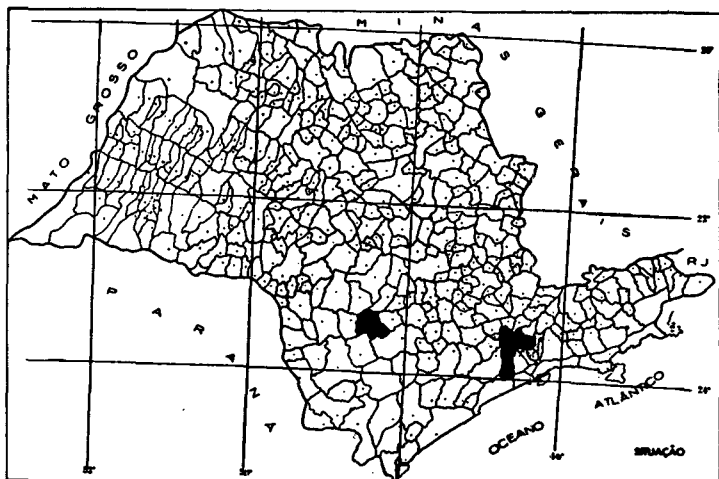 MINAS GERAIS
MATO GROSSO
RJ
PARANÁ
OCEANO ATLÂNTICO
SITUAÇÃO